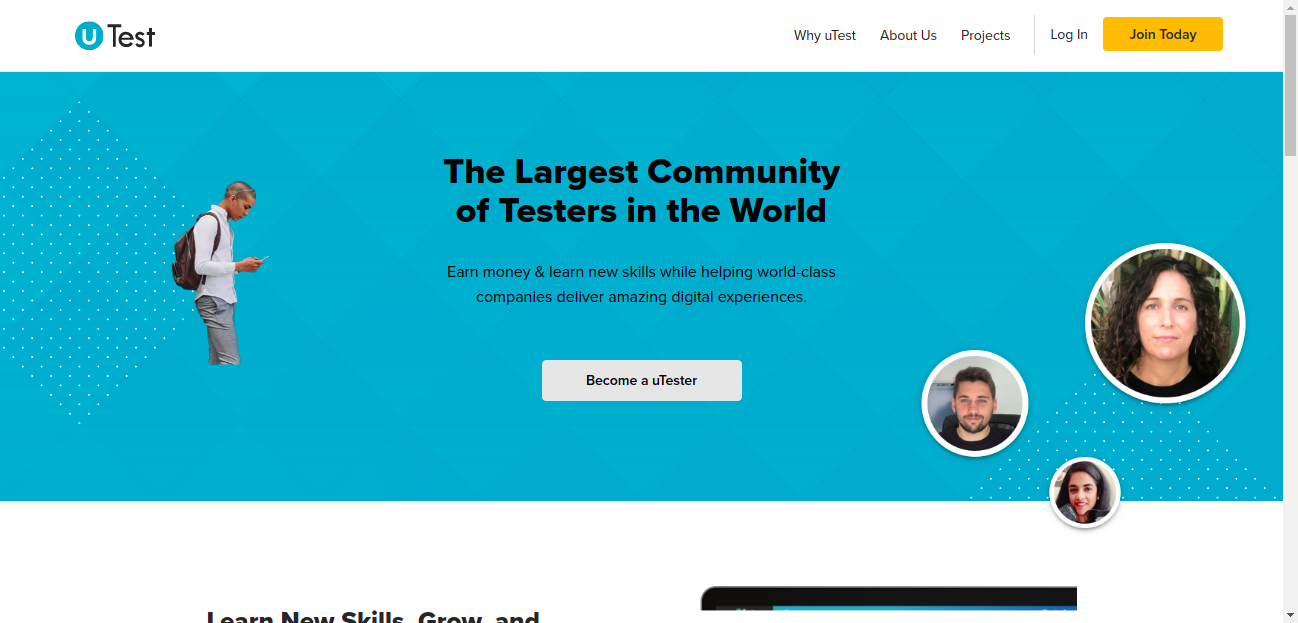 uTest
Why uTest
About Us
Projects
Log In
Join Today
The Largest Community
of Testers in the World
Earn money & learn new skills while helping world-class
companies deliver amazing digital experiences.
Become a uTester
Learn New Skills, Grow, and